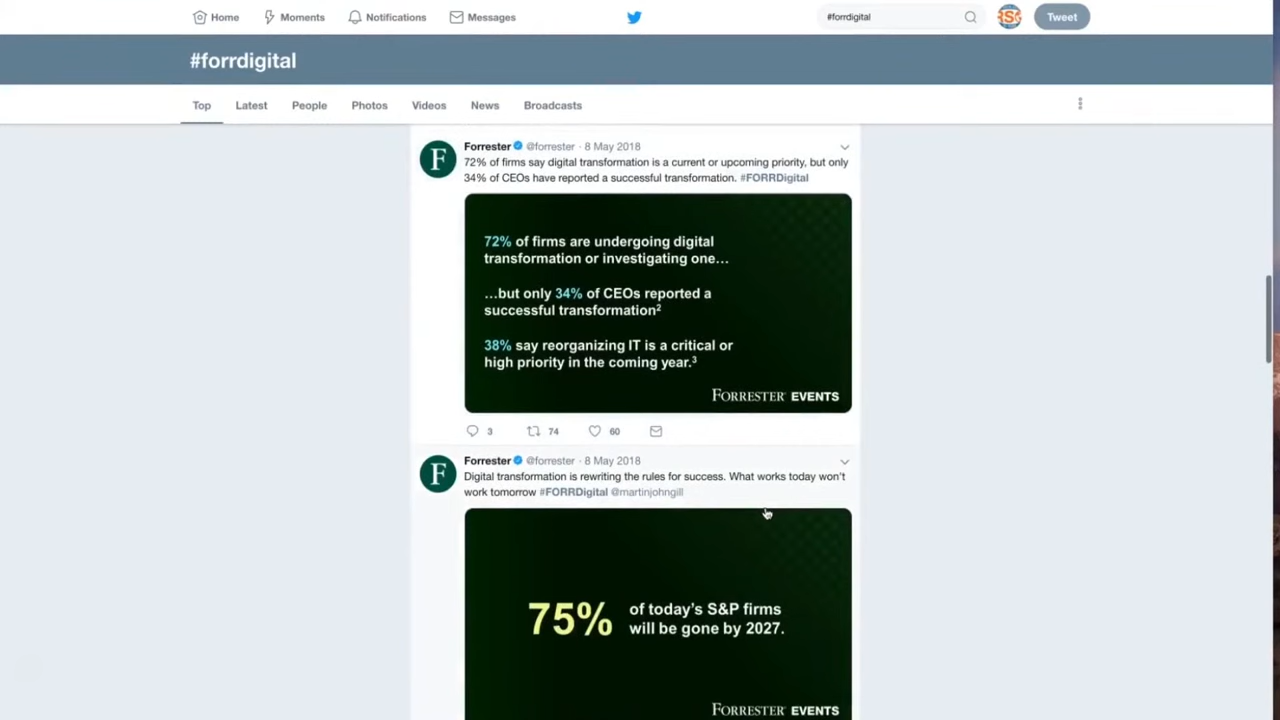 Home Moments Notifications Messages #forrdigital Tweet
#forrdigital
Top Latest People Photos Videos News Broadcasts
Forrester @forrester · 8 May 2018
72% of firms say digital transformation is a current or upcoming priority, but only
34% of CEOs have reported a successful transformation. #FORRDigital
72% of firms are undergoing digital
transformation or investigating one…
…but only 34% of CEOs reported a
successful transformation²
38% say reorganizing IT is a critical or
high priority in the coming year.³
FORRESTER EVENTS
3 74 60
Forrester @forrester · 8 May 2018
Digital transformation is rewriting the rules for success. What works today won't
work tomorrow #FORRDigital @martinjohngill
75% of today's S&P firms
will be gone by 2027.
FORRESTER EVENTS